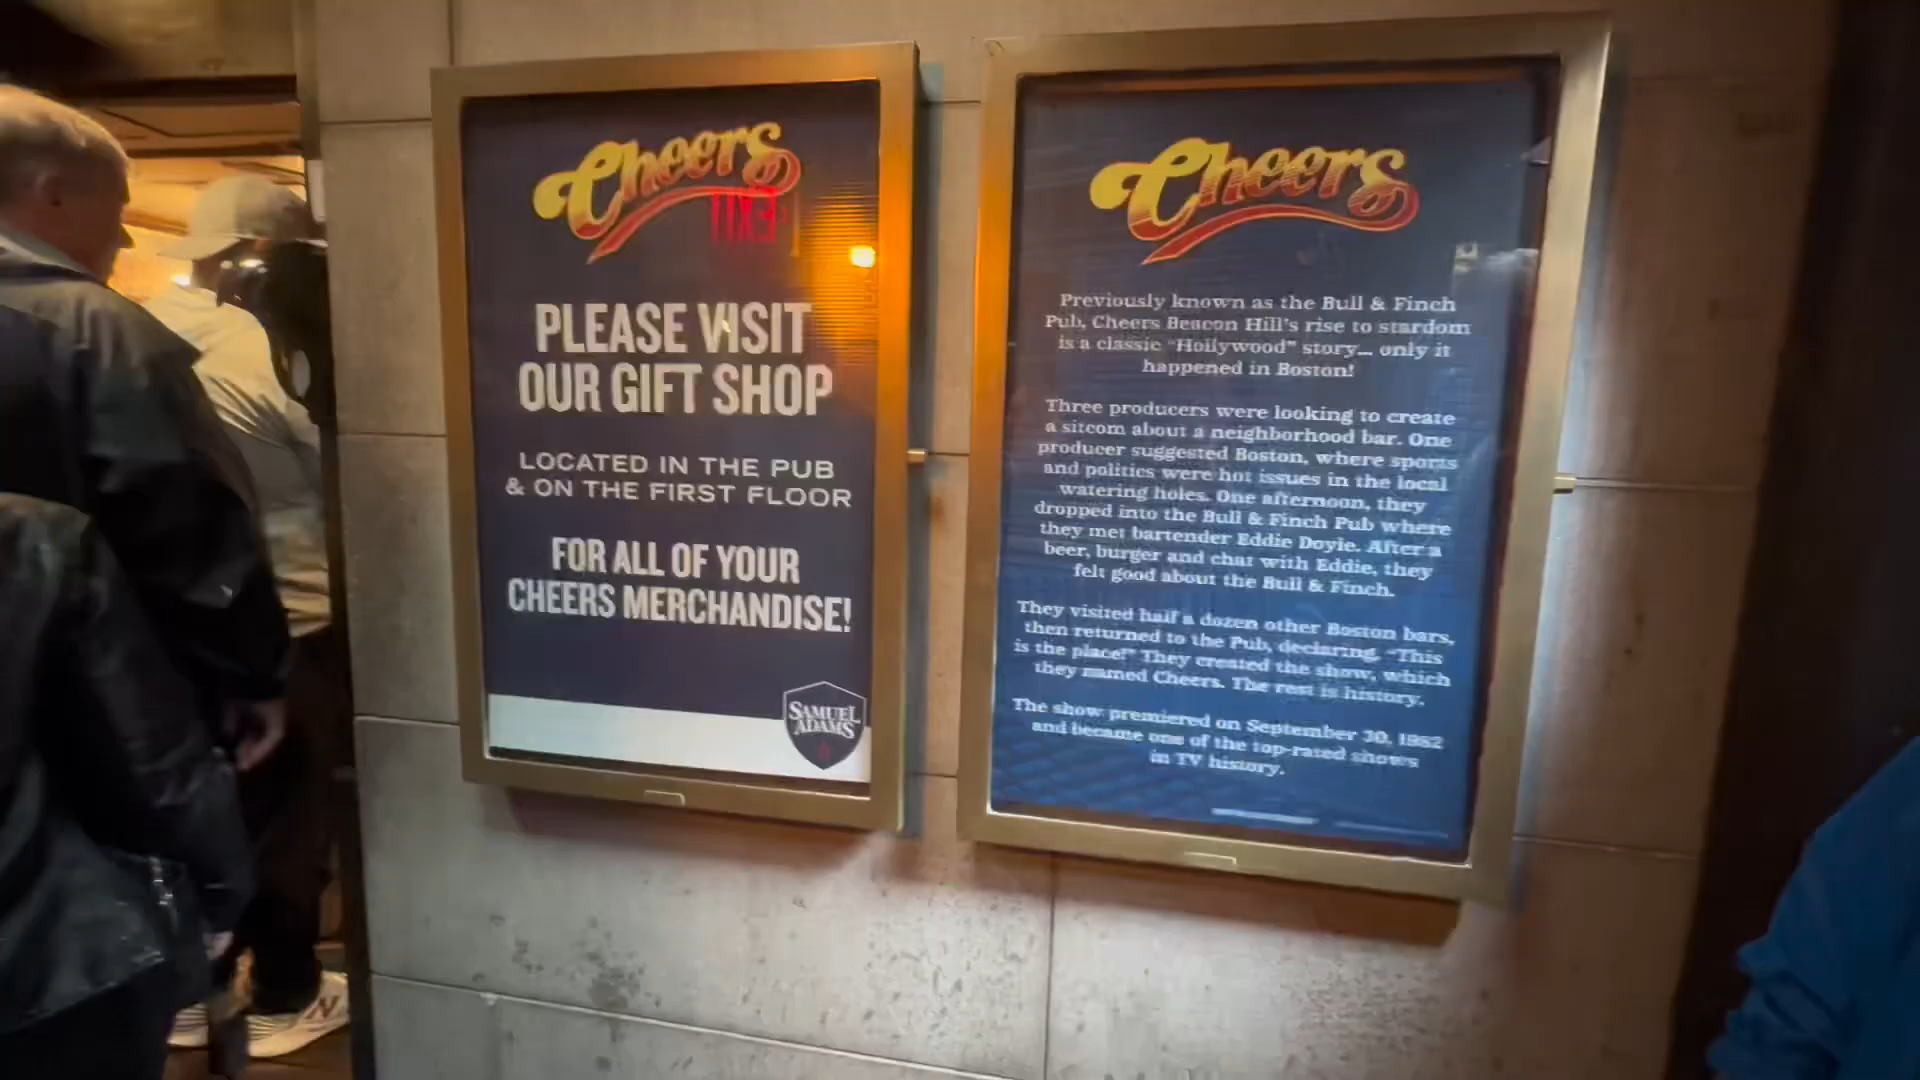 Cheers
EXIT
PLEASE VISIT
OUR GIFT SHOP
LOCATED IN THE PUB
& ON THE FIRST FLOOR
FOR ALL OF YOUR
CHEERS MERCHANDISE!
SAMUEL
ADAMS
Cheers
Previously known as the Bull & Finch
Pub, Cheers Beacon Hill's rise to stardom
is a classic "Hollywood" story... only it
happened in Boston!
Three producers were looking to create
a sitcom about a neighborhood bar. One
producer suggested Boston, where sports
and politics were hot issues in the local
watering holes. One afternoon, they
dropped into the Bull & Finch Pub where
they met bartender Eddie Doyle. After a
beer, burger and chat with Eddie, they
felt good about the Bull & Finch.
They visited half a dozen other Boston bars,
then returned to the Pub, declaring, "This
is the place!" They created the show, which
they named Cheers. The rest is history.
The show premiered on September 30, 1982
and became one of the top-rated shows
in TV history.